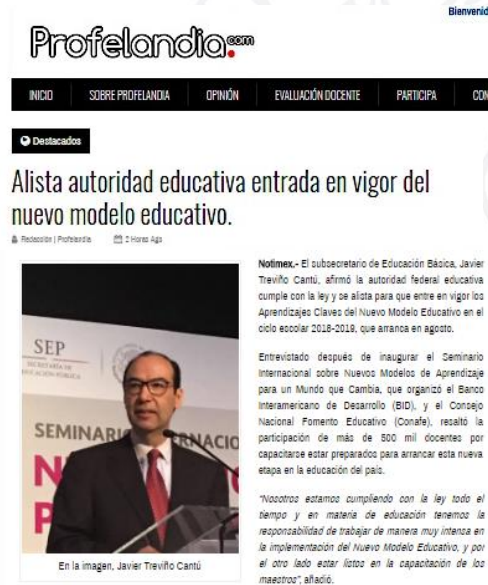 Bienvenid
Profelandia.com
INICIO SOBRE PROFELANDIA OPINIÓN EVALUACIÓN DOCENTE PARTICIPA CON
Destacados
Alista autoridad educativa entrada en vigor del
nuevo modelo educativo.
Redacción | Profelandia 2 Horas Ago
Notimex.- El subsecretario de Educación Básica, Javier
Treviño Cantú, afirmó la autoridad federal educativa
cumple con la ley y se alista para que entre en vigor los
Aprendizajes Claves del Nuevo Modelo Educativo en el
ciclo escolar 2018-2019, que arranca en agosto.
Entrevistado después de inaugurar el Seminario
Internacional sobre Nuevos Modelos de Aprendizaje
para un Mundo que Cambia, que organizó el Banco
Interamericano de Desarrollo (BID), y el Consejo
Nacional Fomento Educativo (Conafe), resaltó la
participación de más de 500 mil docentes por
capacitarse estar preparados para arrancar esta nueva
etapa en la educación del país.
"Nosotros estamos cumpliendo con la ley todo el
tiempo y en materia de educación tenemos la
responsabilidad de trabajar de manera muy intensa en
la implementación del Nuevo Modelo Educativo, y por
el otro lado estar listos en la capacitación de los
maestros", añadió.
SEP
SECRETARÍA DE
EDUCACIÓN PÚBLICA
SEMINARI ERNACIO
N
P
En la imagen, Javier Treviño Cantú